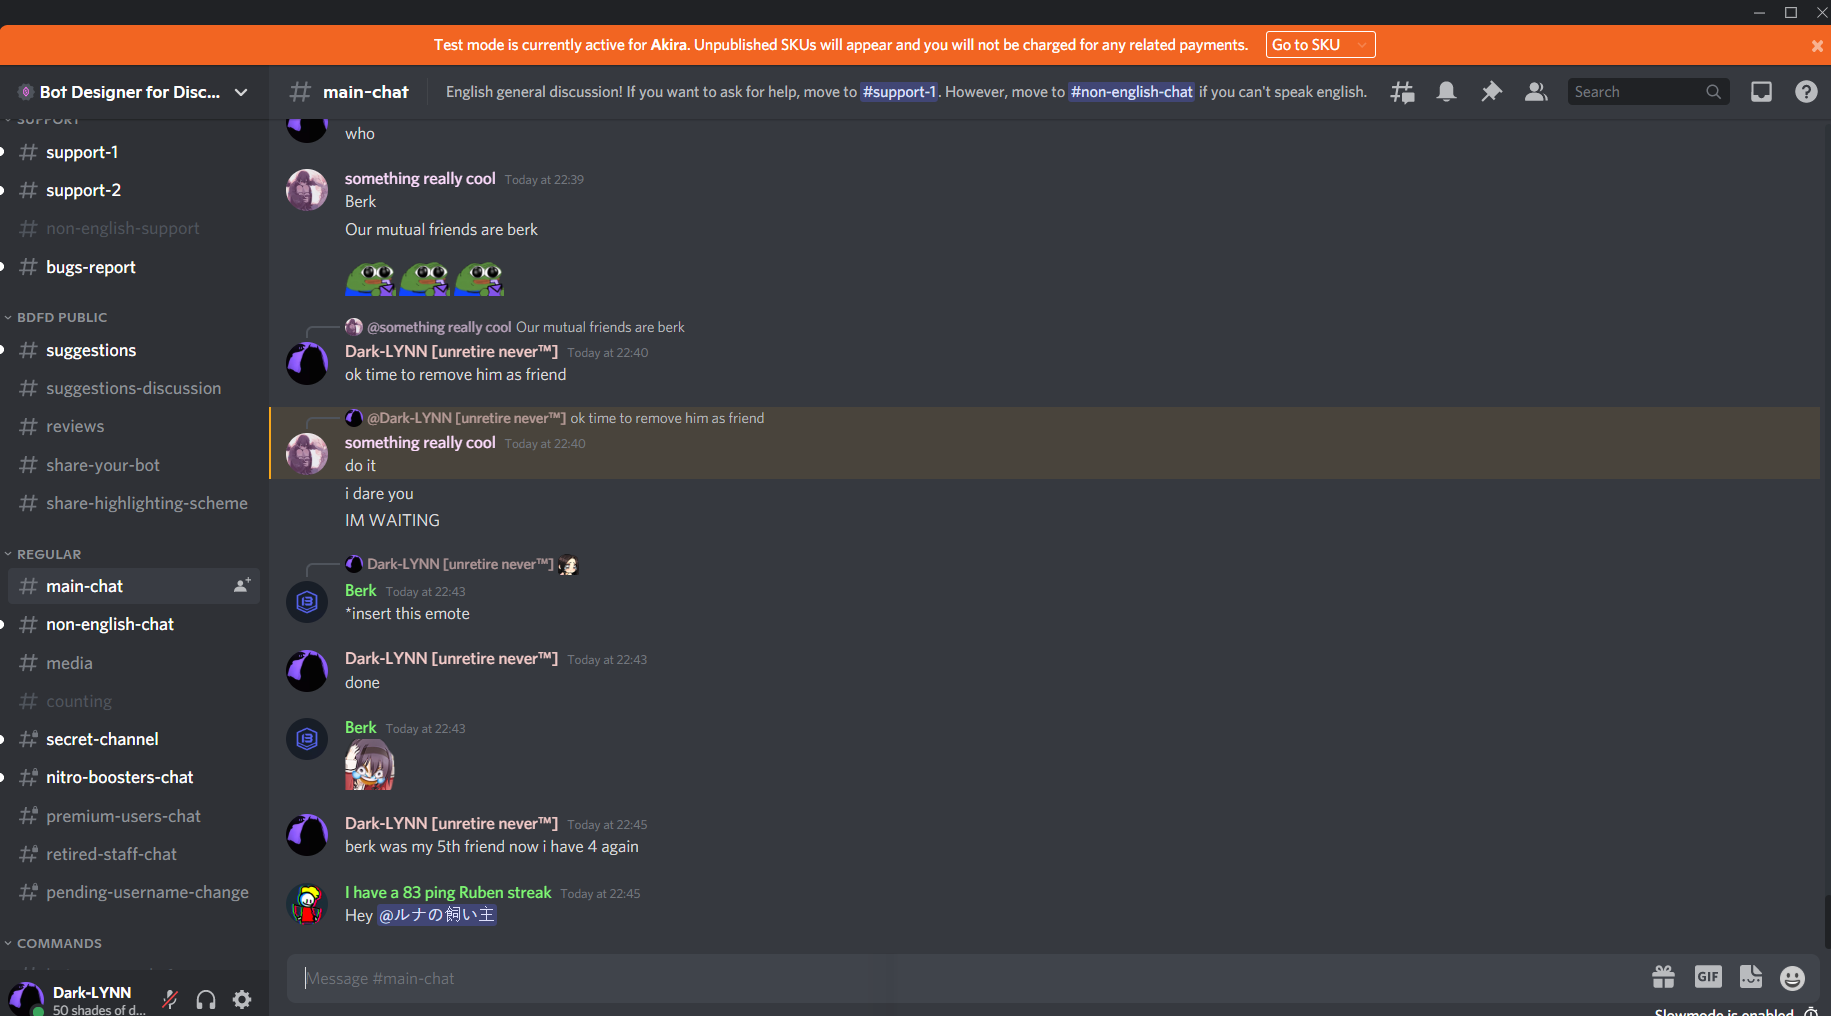 Test mode is currently active for Akira. Unpublished SKUs will appear and you will not be charged for any related payments. Go to SKU
Bot Designer for Disc...
main-chat
English general discussion! If you want to ask for help, move to #support-1. However, move to #non-english-chat if you can't speak english.
Search
SUPPORT
support-1
support-2
non-english-support
bugs-report
BDFD PUBLIC
suggestions
suggestions-discussion
reviews
share-your-bot
share-highlighting-scheme
REGULAR
main-chat
non-english-chat
media
counting
secret-channel
nitro-boosters-chat
premium-users-chat
retired-staff-chat
pending-username-change
COMMANDS
Dark-LYNN
50 shades of d...
who
something really cool Today at 22:39
Berk
Our mutual friends are berk
@something really cool Our mutual friends are berk
Dark-LYNN [unretire never™] Today at 22:40
ok time to remove him as friend
@Dark-LYNN [unretire never™] ok time to remove him as friend
something really cool Today at 22:40
do it
i dare you
IM WAITING
Dark-LYNN [unretire never™]
Berk Today at 22:43
*insert this emote
Dark-LYNN [unretire never™] Today at 22:43
done
Berk Today at 22:43
Dark-LYNN [unretire never™] Today at 22:45
berk was my 5th friend now i have 4 again
I have a 83 ping Ruben streak Today at 22:45
Hey @ルナの飼い主
Message #main-chat
GIF
Slowmode is enabled